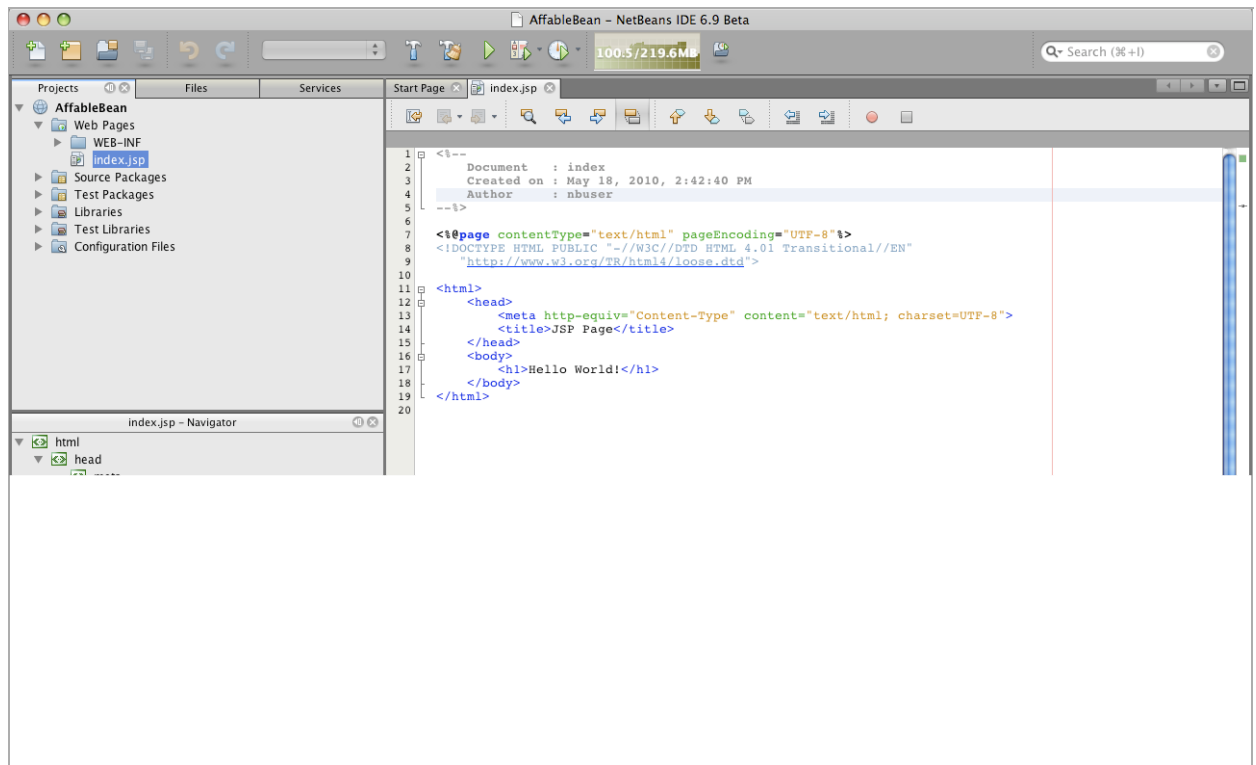 AffableBean - NetBeans IDE 6.9 Beta
100.5/219.6MB
Search (⌘+I)
Projects
Files
Services
Start Page
index.jsp
AffableBean
Web Pages
WEB-INF
index.jsp
Source Packages
Test Packages
Libraries
Test Libraries
Configuration Files
index.jsp - Navigator
html
head
1 <%--
2 Document : index
3 Created on : May 18, 2010, 2:42:40 PM
4 Author : nbuser
5 --%>
6
7 <%@page contentType="text/html" pageEncoding="UTF-8"%>
8 <!DOCTYPE HTML PUBLIC "-//W3C//DTD HTML 4.01 Transitional//EN"
9 "http://www.w3.org/TR/html4/loose.dtd">
10
11 <html>
12 <head>
13 <meta http-equiv="Content-Type" content="text/html; charset=UTF-8">
14 <title>JSP Page</title>
15 </head>
16 <body>
17 <h1>Hello World!</h1>
18 </body>
19 </html>
20